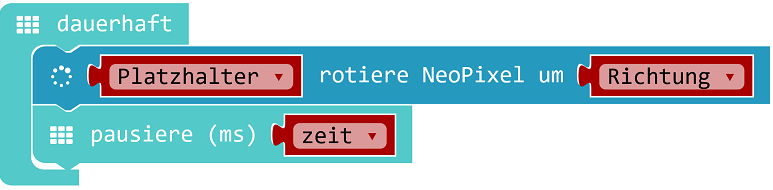 dauerhaft
Platzhalter rotiere NeoPixel um Richtung
pausiere (ms) zeit